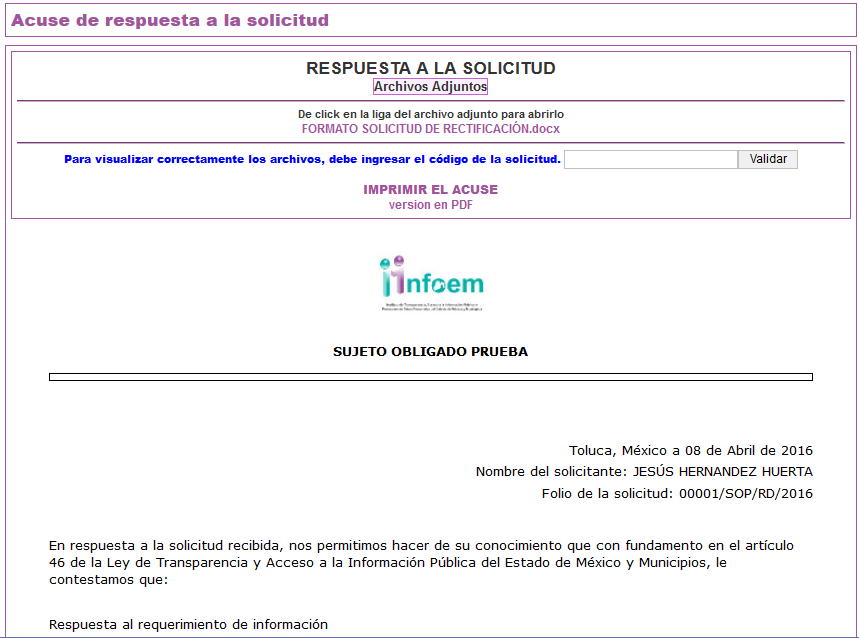 Acuse de respuesta a la solicitud
RESPUESTA A LA SOLICITUD
Archivos Adjuntos
De click en la liga del archivo adjunto para abrirlo
FORMATO SOLICITUD DE RECTIFICACIÓN.docx
Para visualizar correctamente los archivos, debe ingresar el código de la solicitud. Validar
IMPRIMIR EL ACUSE
version en PDF
infoem
SUJETO OBLIGADO PRUEBA
Toluca, México a 08 de Abril de 2016
Nombre del solicitante: JESÚS HERNANDEZ HUERTA
Folio de la solicitud: 00001/SOP/RD/2016
En respuesta a la solicitud recibida, nos permitimos hacer de su conocimiento que con fundamento en el artículo
46 de la Ley de Transparencia y Acceso a la Información Pública del Estado de México y Municipios, le
contestamos que:
Respuesta al requerimiento de información